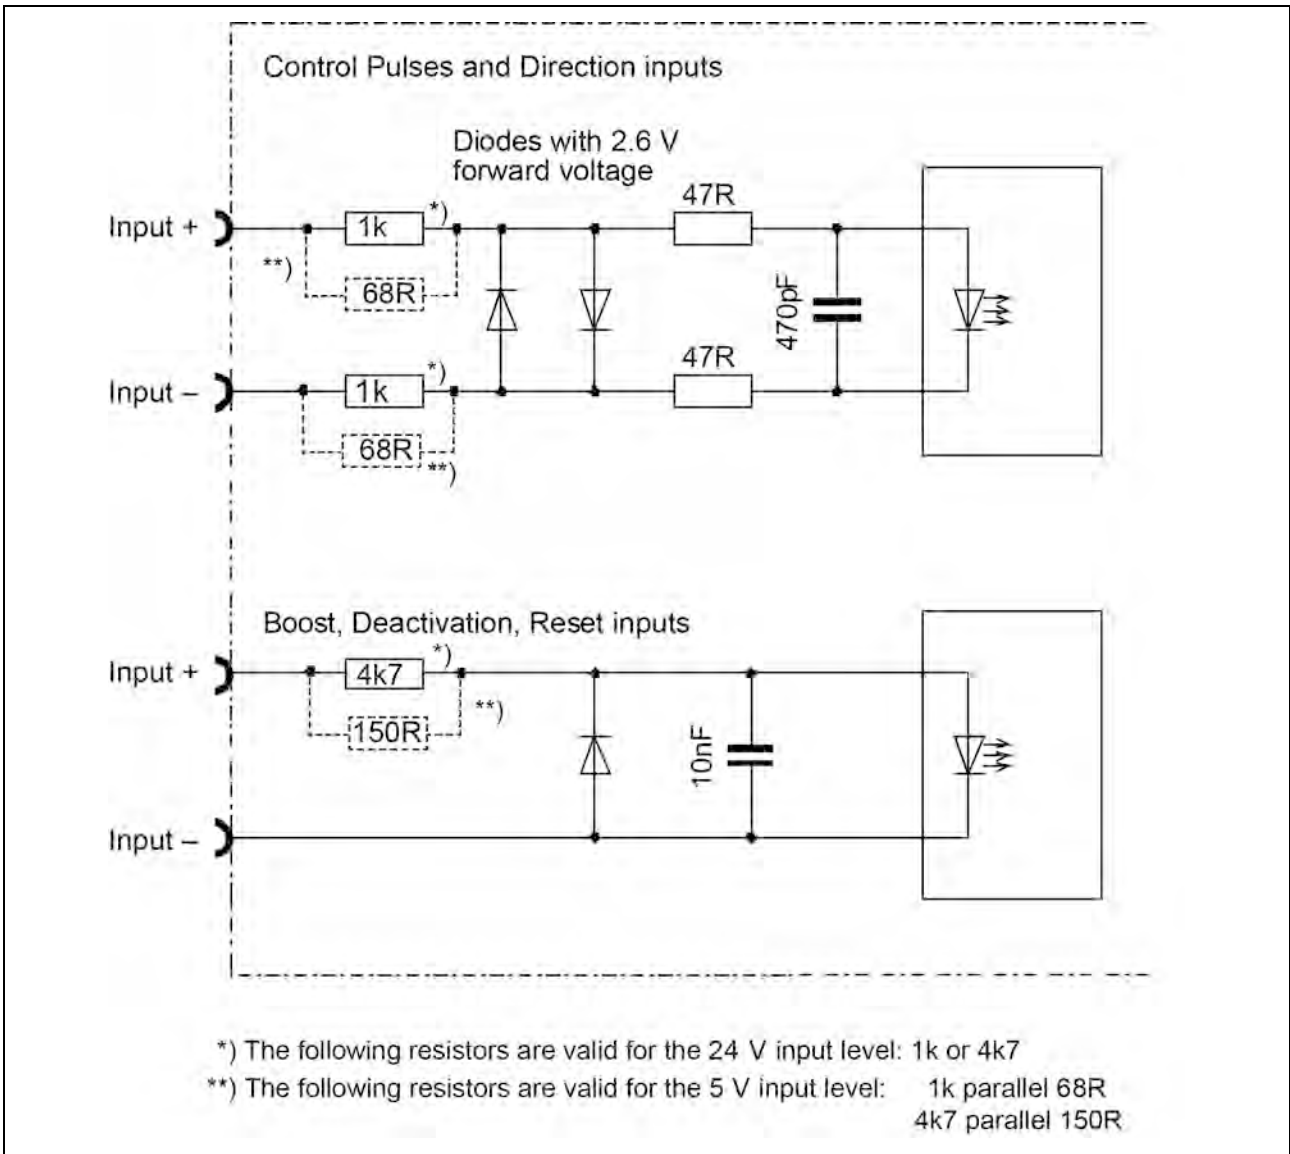 Control Pulses and Direction inputs
Diodes with 2.6 V
forward voltage
47R
Input +
1k
*)
**)
68R
470pF
47R
Input –
1k
*)
68R
**)
Boost, Deactivation, Reset inputs
Input +
4k7
*)
150R
**)
10nF
Input –
*) The following resistors are valid for the 24 V input level: 1k or 4k7
**) The following resistors are valid for the 5 V input level: 1k parallel 68R
4k7 parallel 150R